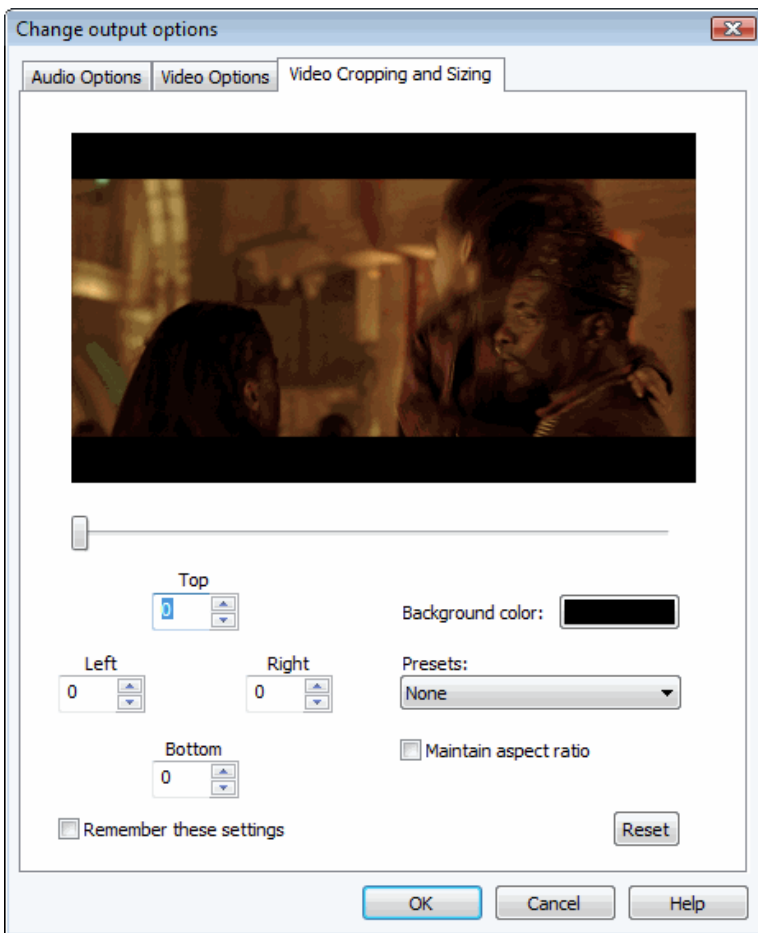 Change output options
Audio Options
Video Options
Video Cropping and Sizing
Top
0
Background color:
Left
Right
Presets:
0
0
None
Bottom
Maintain aspect ratio
0
Remember these settings
Reset
OK
Cancel
Help